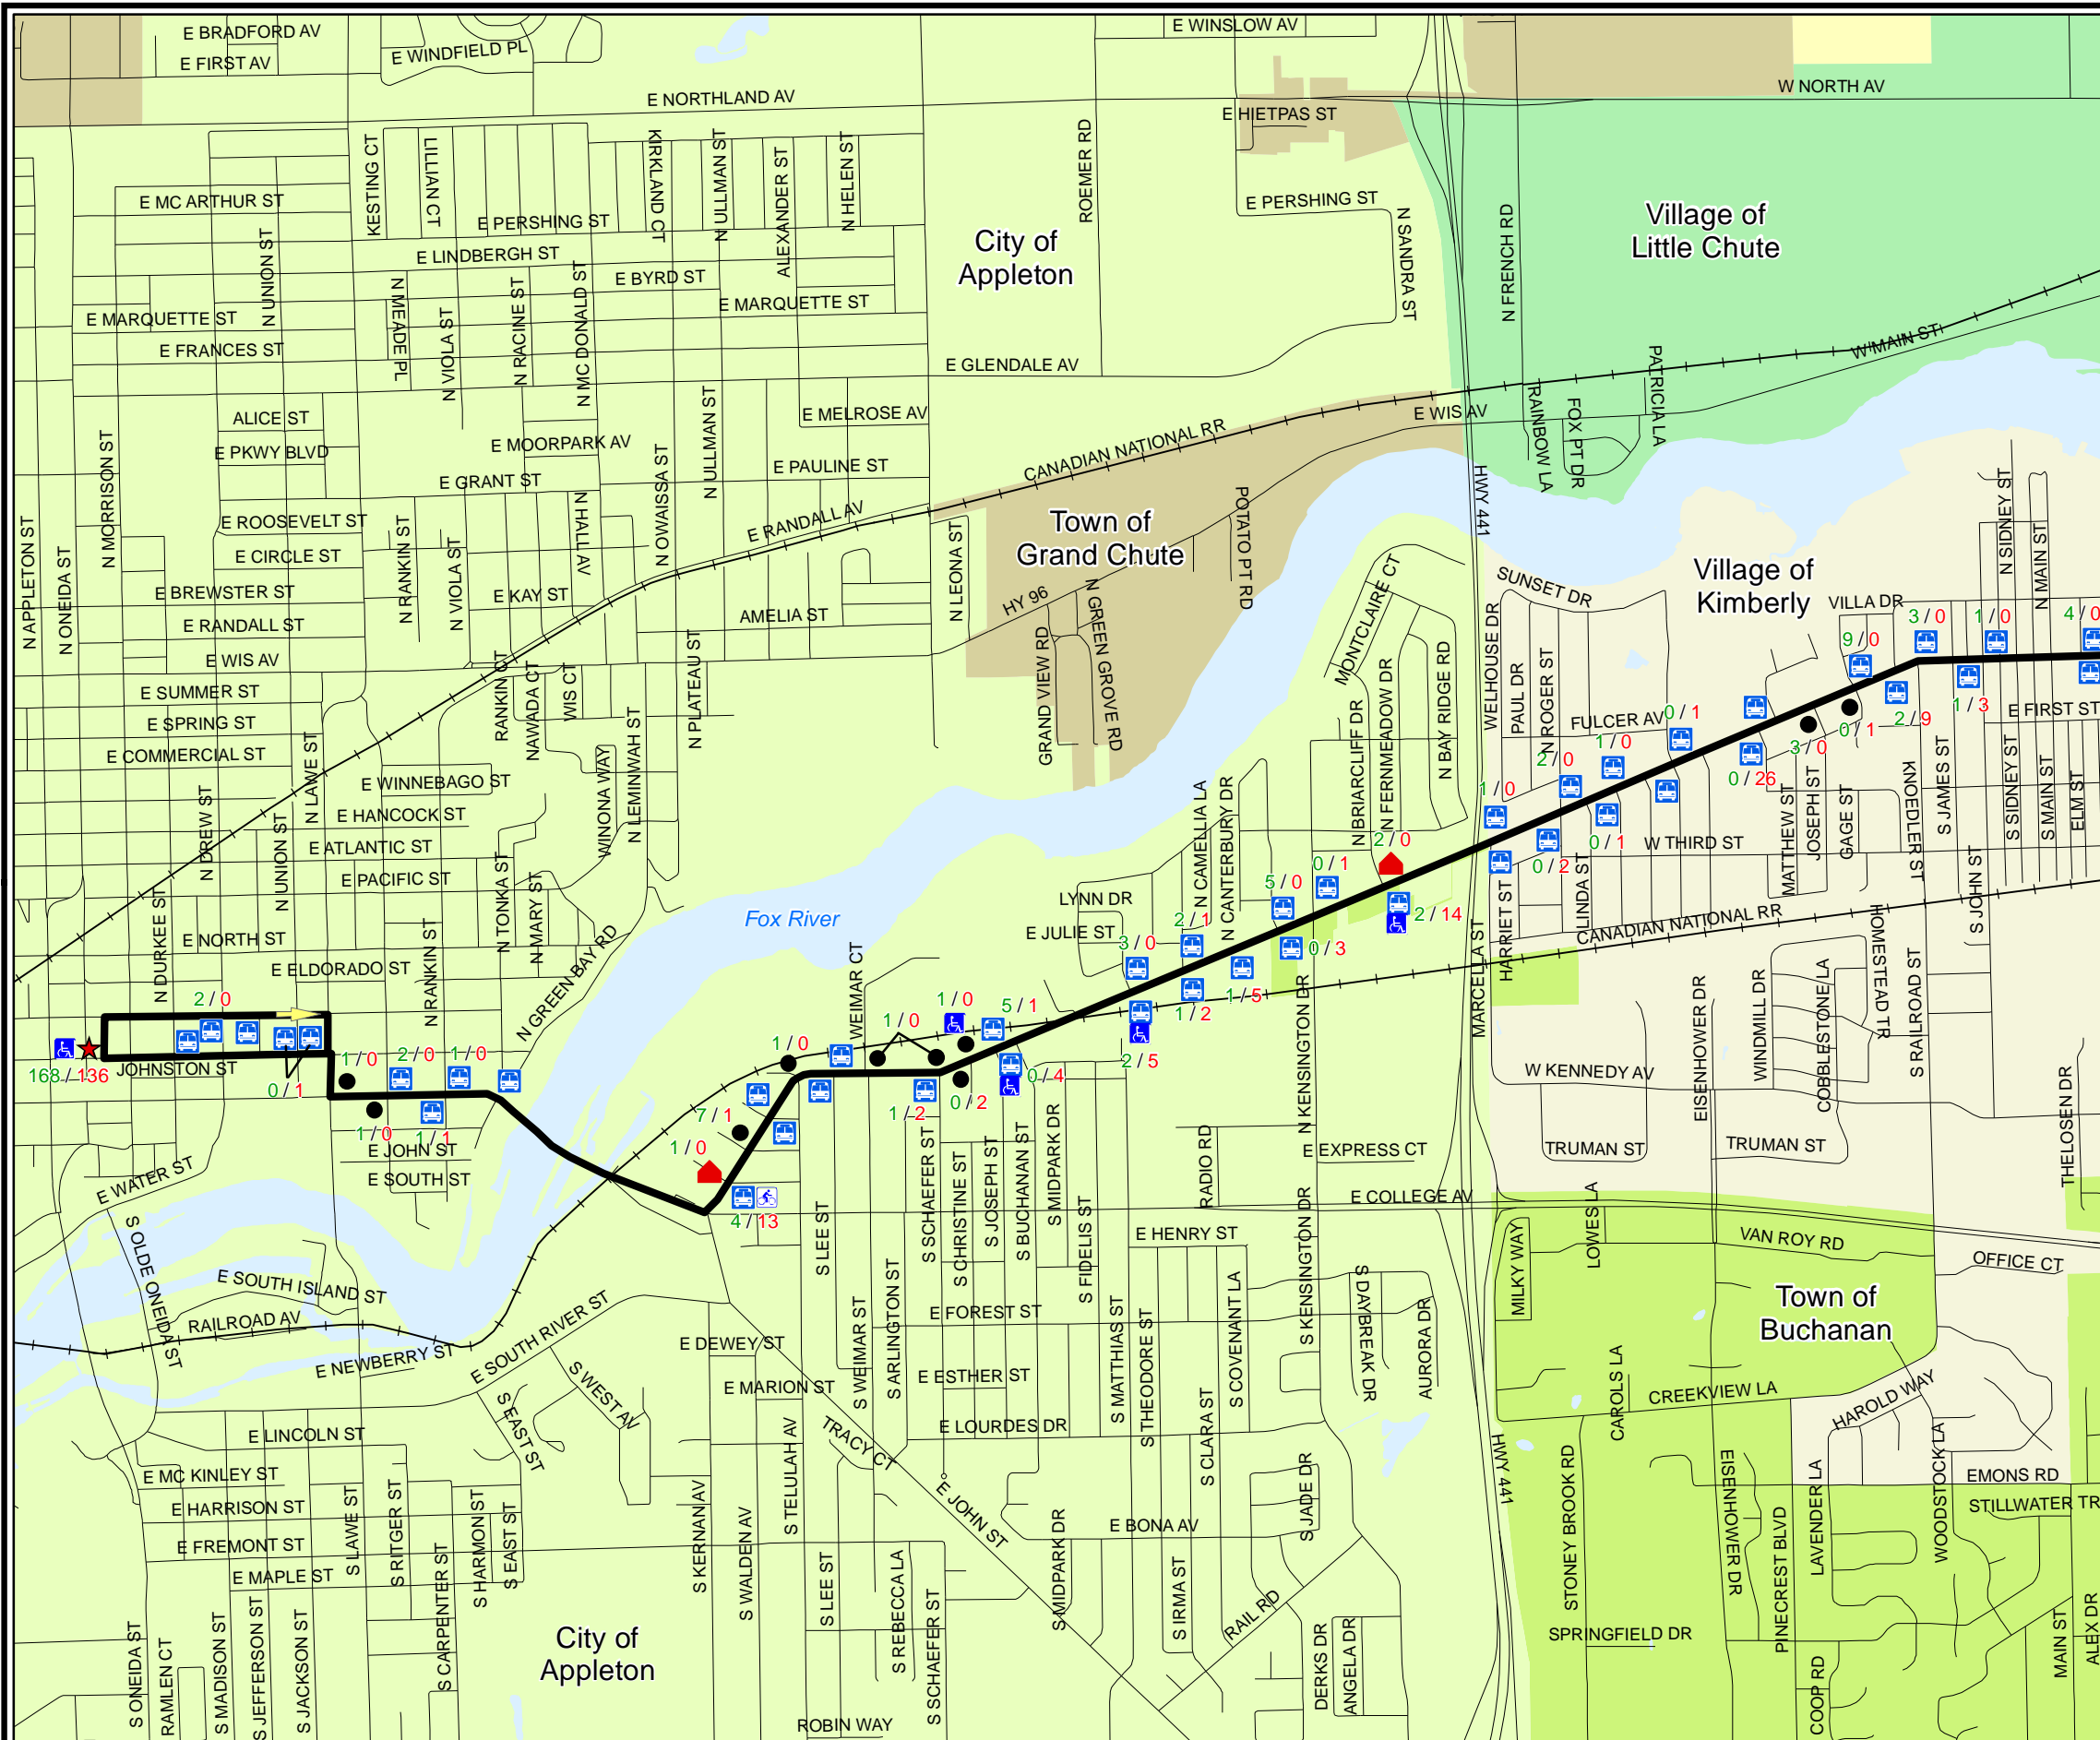 E BRADFORD AV
E FIRST AV
E WINDFIELD PL
E NORTHLAND AV
E WINSLOW AV
E HIETPAS ST
W NORTH AV
KESTING CT
LILLIAN CT
KIRKLAND CT
N ULLMAN ST
ALEXANDER ST
N HELEN ST
ROEMER RD
E MC ARTHUR ST
E PERSHING ST
E PERSHING ST
N SANDRA ST
N FRENCH RD
Village of
Little Chute
City of
Appleton
N UNION ST
E LINDBERGH ST
E BYRD ST
E MARQUETTE ST
E MARQUETTE ST
E FRANCES ST
N MEADE PL
N VIOLA ST
N RACINE ST
N MC DONALD ST
E GLENDALE AV
W MAIN ST
PATRICIA LA
RAINBOW LA
FOX PT DR
E WIS AV
ALICE ST
E PKWY BLVD
E MOORPARK AV
E MELROSE AV
N ULLMAN ST
N OWAISSA ST
E PAULINE ST
CANADIAN NATIONAL RR
E GRANT ST
N MORRISON ST
E ROOSEVELT ST
E CIRCLE ST
N RANKIN ST
N VIOLA ST
N HALL AV
E RANDALL AV
N LEONA ST
Town of
Grand Chute
POTATO PT RD
HWY 441
N APPLETON ST
N ONEIDA ST
E BREWSTER ST
E RANDALL ST
E KAY ST
AMELIA ST
HY 96
GRAND VIEW RD
N GREEN GROVE RD
MONTCLAIRE CT
SUNSET DR
Village of
Kimberly
VILLA DR
N SIDNEY ST
N MAIN ST
E WIS AV
E SUMMER ST
E SPRING ST
E COMMERCIAL ST
RANKIN CT
NAWADA CT
WIS CT
N PLATEAU ST
N LEMINWAH ST
WINONA WAY
N LAWE ST
E WINNEBAGO ST
E HANCOCK ST
E ATLANTIC ST
E PACIFIC ST
N DREW ST
N UNION ST
N TONKA ST
N MARY ST
N DURKEE ST
E NORTH ST
E ELDORADO ST
N RANKIN ST
N GREEN BAY RD
Fox River
WEIMAR CT
LYNN DR
E JULIE ST
N CAMELLIA LA
N CANTERBURY DR
N BRIARCLIFF DR
N FERNMEADOW DR
N BAY RIDGE RD
WELHOUSE DR
PAUL DR
N ROGER ST
FULCER AV
E FIRST ST
W THIRD ST
HARRIET ST
LINDA ST
MATTHEW ST
JOSEPH ST
GAGE ST
KNOEDLER ST
S JAMES ST
S SIDNEY ST
S MAIN ST
ELM ST
S JOHN ST
CANADIAN NATIONAL RR
MARCELLA ST
HOMESTEAD TR
S RAILROAD ST
COBBLESTONE LA
WINDMILL DR
EISENHOWER DR
W KENNEDY AV
TRUMAN ST
TRUMAN ST
THELOSEN DR
2 / 0
168 / 136
JOHNSTON ST
0 / 1
1 / 0
2 / 0
1 / 0
1 / 0
1 / 1
7 / 1
1 / 0
4 / 13
1 / 0
1 / 0
1 / 0
5 / 1
1 / 2
0 / 2
0 / 4
3 / 0
2 / 1
2 / 5
1 / 2
1 / 5
5 / 0
0 / 1
0 / 3
2 / 0
2 / 14
1 / 0
2 / 0
1 / 0
0 / 1
0 / 2
0 / 1
0 / 26
3 / 0
0 / 1
9 / 0
3 / 0
1 / 0
4 / 0
2 / 9
1 / 3
E JOHN ST
E SOUTH ST
E WATER ST
S OLDE ONEIDA ST
E SOUTH ISLAND ST
RAILROAD AV
E NEWBERRY ST
E SOUTH RIVER ST
S LEE ST
S SCHAEFER ST
S CHRISTINE ST
S JOSEPH ST
S BUCHANAN ST
S MIDPARK DR
S FIDELIS ST
RADIO RD
N KENSINGTON DR
E EXPRESS CT
E COLLEGE AV
E HENRY ST
S KENSINGTON DR
S DAYBREAK DR
AURORA DR
MILKY WAY
LOWES LA
VAN ROY RD
OFFICE CT
Town of
Buchanan
E DEWEY ST
E MARION ST
S WEIMAR ST
S ARLINGTON ST
E FOREST ST
E ESTHER ST
E LOURDES DR
S MATTHIAS ST
S THEODORE ST
S CLARA ST
S COVENANT LA
S WEST AV
S EAST ST
E LINCOLN ST
E MC KINLEY ST
E HARRISON ST
E FREMONT ST
E MAPLE ST
S LAWE ST
S RITGER ST
S CARPENTER ST
S HARMON ST
S EAST ST
S KERNAN AV
S WALDEN AV
S TELULAH AV
TRACY CT
E JOHN ST
S LEE ST
S REBECCA LA
S SCHAEFER ST
S MIDPARK DR
E BONA AV
S IRMA ST
RAIL RD
S JADE DR
DERKS DR
ANGELA DR
HWY 441
CAROLS LA
CREEKVIEW LA
HAROLD WAY
STONEY BROOK RD
EISENHOWER DR
PINECREST BLVD
LAVENDER LA
WOODSTOCK LA
EMONS RD
STILLWATER TR
SPRINGFIELD DR
COOP RD
MAIN ST
ALEX DR
S ONEIDA ST
RAMLEN CT
S MADISON ST
S JEFFERSON ST
S JACKSON ST
City of
Appleton
ROBIN WAY